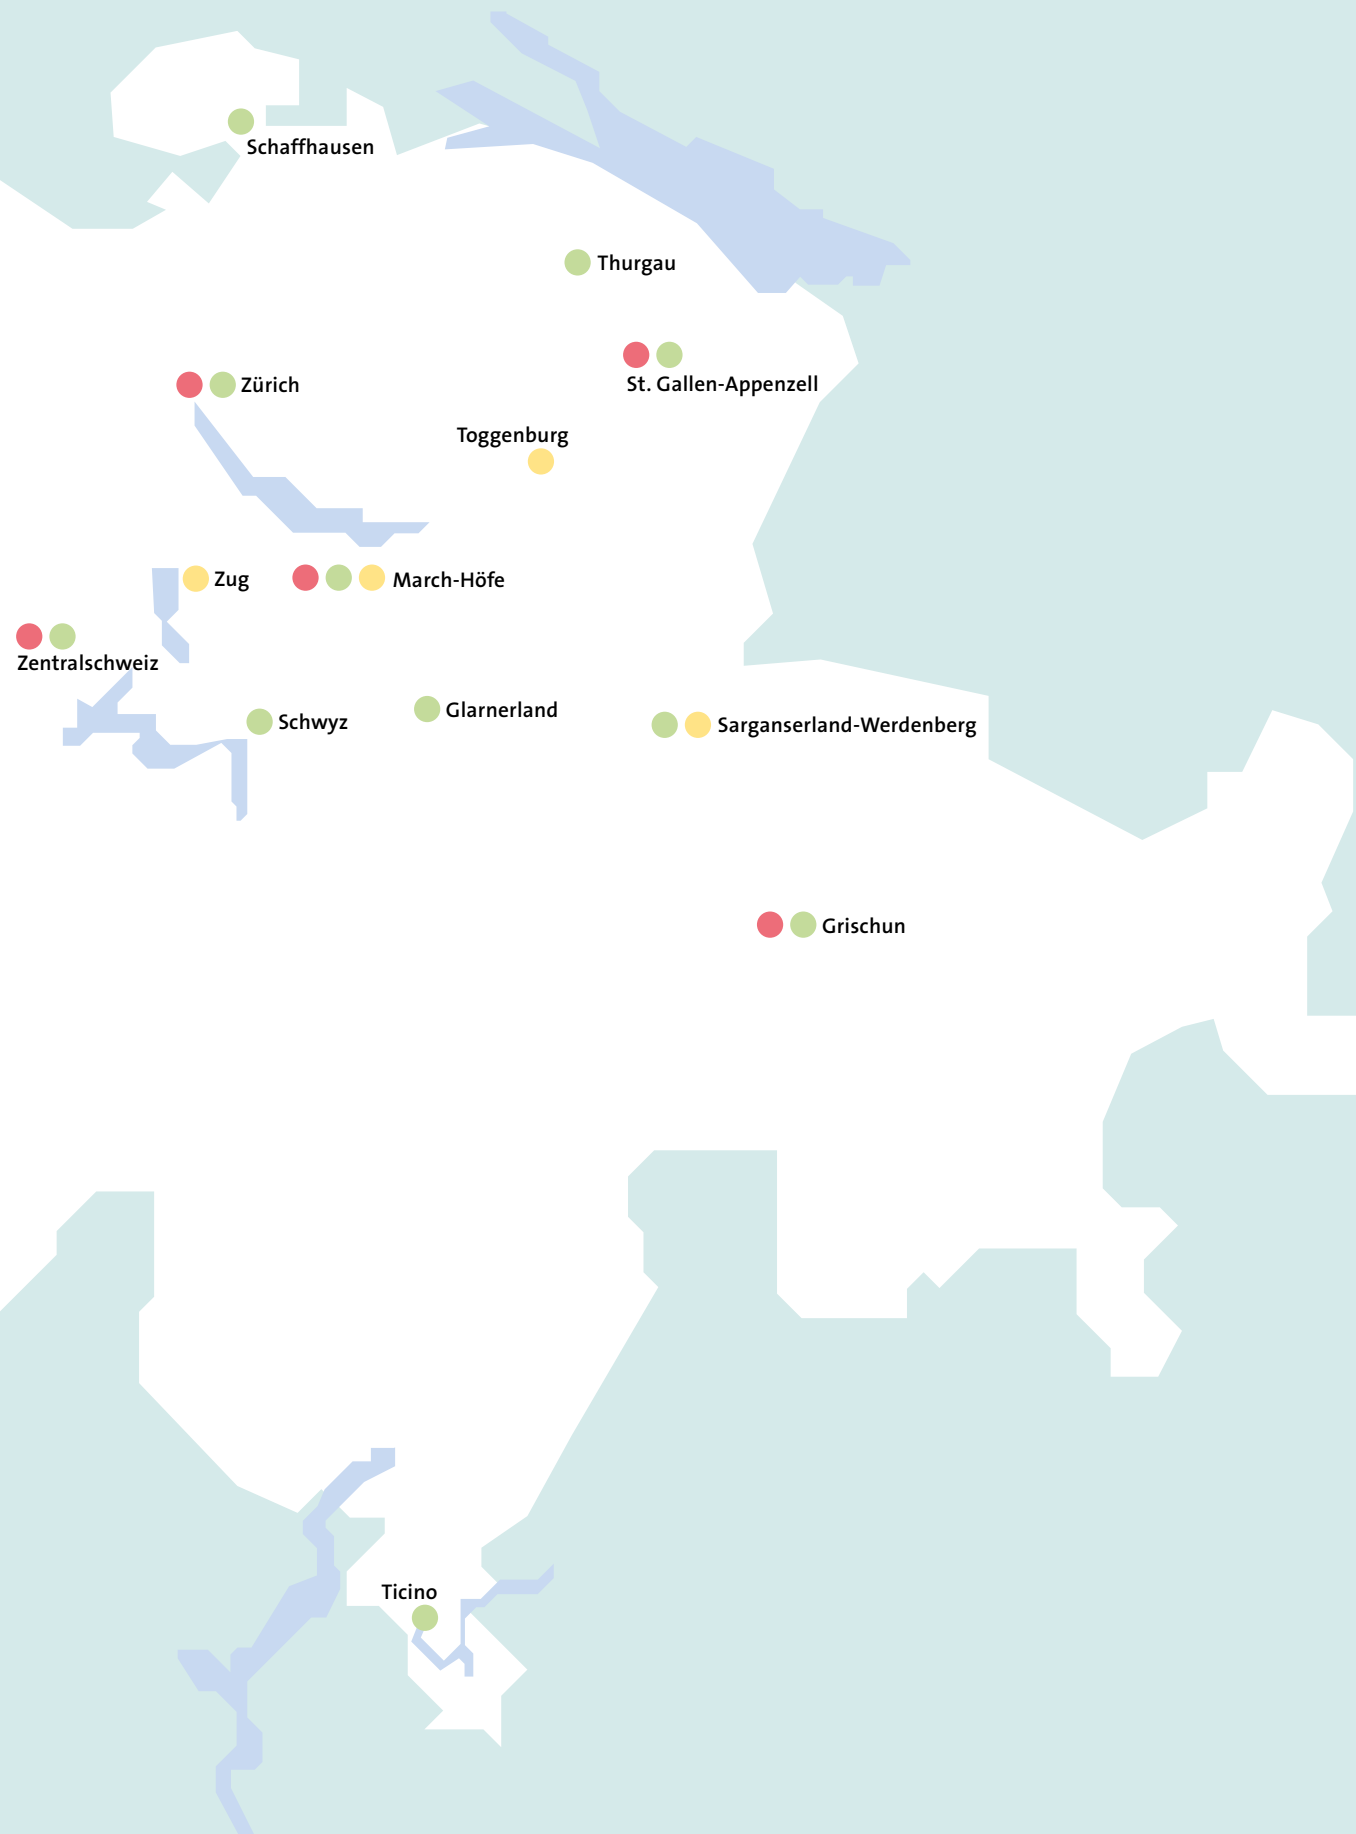 Schaffhausen
Thurgau
St. Gallen-Appenzell
Zürich
Toggenburg
Zug
March-Höfe
Zentralschweiz
Schwyz
Glarnerland
Sarganserland-Werdenberg
Grischun
Ticino